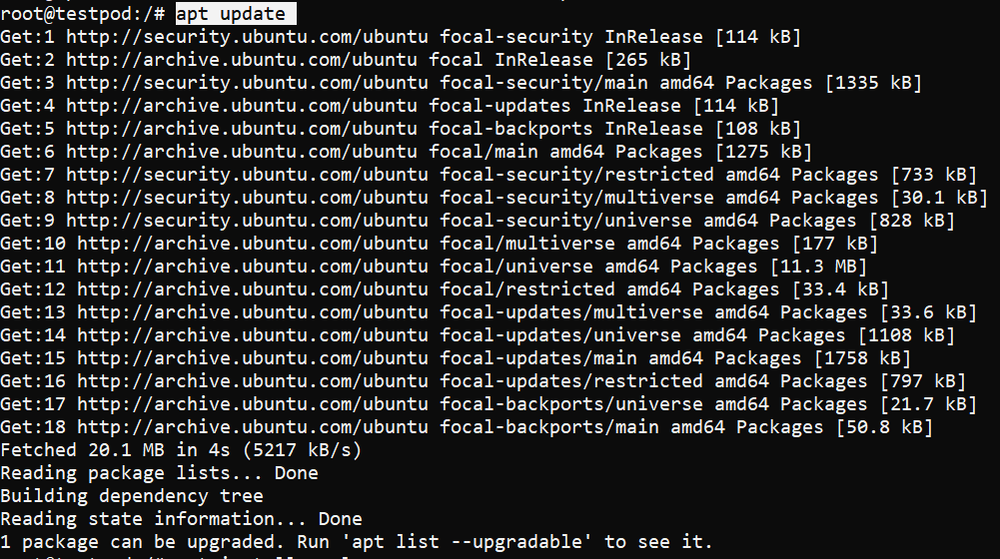 root@testpod:/# apt update
Get:1 http://security.ubuntu.com/ubuntu focal-security InRelease [114 kB]
Get:2 http://archive.ubuntu.com/ubuntu focal InRelease [265 kB]
Get:3 http://security.ubuntu.com/ubuntu focal-security/main amd64 Packages [1335 kB]
Get:4 http://archive.ubuntu.com/ubuntu focal-updates InRelease [114 kB]
Get:5 http://archive.ubuntu.com/ubuntu focal-backports InRelease [108 kB]
Get:6 http://archive.ubuntu.com/ubuntu focal/main amd64 Packages [1275 kB]
Get:7 http://security.ubuntu.com/ubuntu focal-security/restricted amd64 Packages [733 kB]
Get:8 http://security.ubuntu.com/ubuntu focal-security/multiverse amd64 Packages [30.1 kB]
Get:9 http://security.ubuntu.com/ubuntu focal-security/universe amd64 Packages [828 kB]
Get:10 http://archive.ubuntu.com/ubuntu focal/multiverse amd64 Packages [177 kB]
Get:11 http://archive.ubuntu.com/ubuntu focal/universe amd64 Packages [11.3 MB]
Get:12 http://archive.ubuntu.com/ubuntu focal/restricted amd64 Packages [33.4 kB]
Get:13 http://archive.ubuntu.com/ubuntu focal-updates/multiverse amd64 Packages [33.6 kB]
Get:14 http://archive.ubuntu.com/ubuntu focal-updates/universe amd64 Packages [1108 kB]
Get:15 http://archive.ubuntu.com/ubuntu focal-updates/main amd64 Packages [1758 kB]
Get:16 http://archive.ubuntu.com/ubuntu focal-updates/restricted amd64 Packages [797 kB]
Get:17 http://archive.ubuntu.com/ubuntu focal-backports/universe amd64 Packages [21.7 kB]
Get:18 http://archive.ubuntu.com/ubuntu focal-backports/main amd64 Packages [50.8 kB]
Fetched 20.1 MB in 4s (5217 kB/s)
Reading package lists... Done
Building dependency tree
Reading state information... Done
1 package can be upgraded. Run 'apt list --upgradable' to see it.